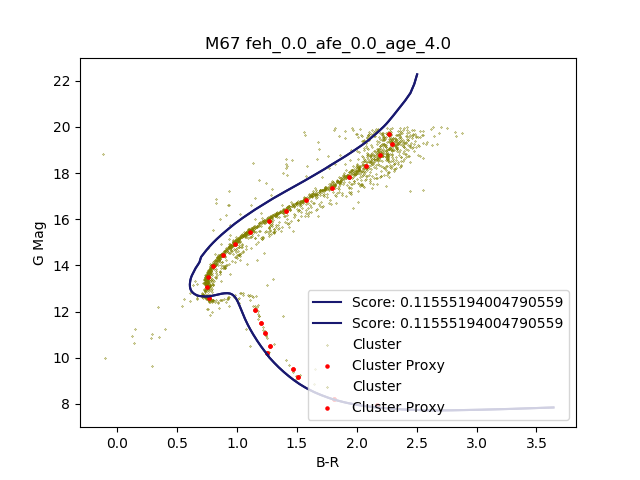 M67 feh_0.0_afe_0.0_age_4.0
22
20
18
16
14
12
10
8
G Mag
Score: 0.11555194004790559
Score: 0.11555194004790559
Cluster
Cluster Proxy
Cluster
Cluster Proxy
0.0 0.5 1.0 1.5 2.0 2.5 3.0 3.5
B-R